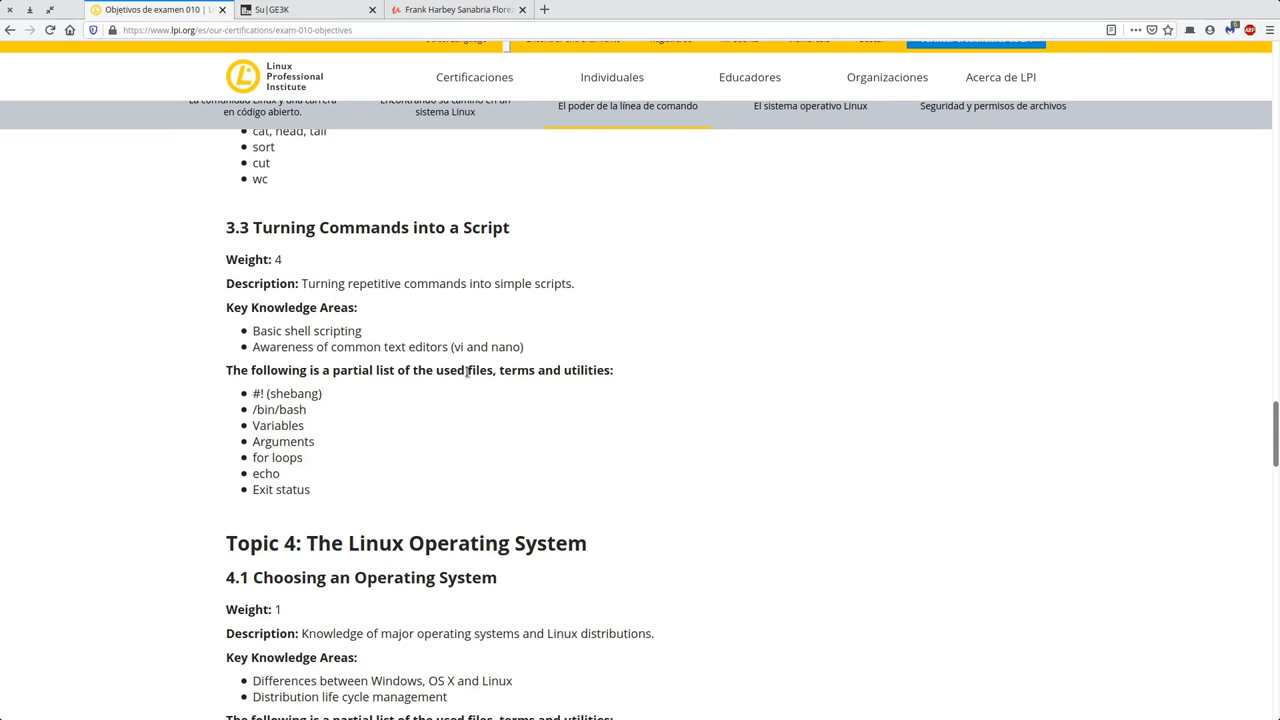 Objetivos de examen 010 | L
Su|GE3K
Frank Harbey Sanabria Flore
https://www.lpi.org/es/our-certifications/exam-010-objectives
Linux
Professional
Institute
Certificaciones
Individuales
Educadores
Organizaciones
Acerca de LPI
La comunidad Linux y una carrera
en código abierto.
Encontrando su camino en un
sistema Linux
El poder de la línea de comando
El sistema operativo Linux
Seguridad y permisos de archivos
cat, head, tail
sort
cut
wc
3.3 Turning Commands into a Script
Weight: 4
Description: Turning repetitive commands into simple scripts.
Key Knowledge Areas:
Basic shell scripting
Awareness of common text editors (vi and nano)
The following is a partial list of the used files, terms and utilities:
#! (shebang)
/bin/bash
Variables
Arguments
for loops
echo
Exit status
Topic 4: The Linux Operating System
4.1 Choosing an Operating System
Weight: 1
Description: Knowledge of major operating systems and Linux distributions.
Key Knowledge Areas:
Differences between Windows, OS X and Linux
Distribution life cycle management
The following is a partial list of the used files, terms and utilities: